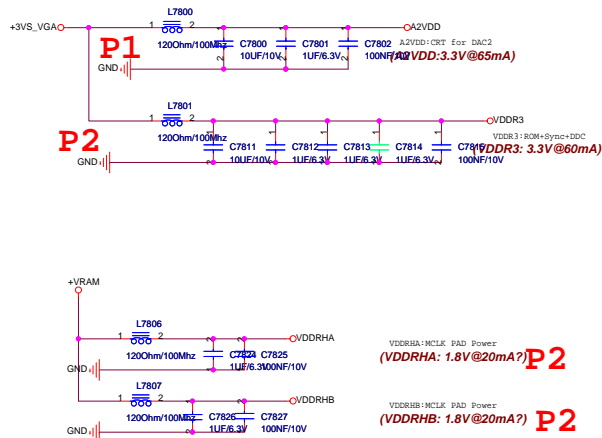 L7800
+3VS_VGA
1 2
A2VDD
P1
120Ohm/100Mhz
C7800
10UF/10V
C7801
1UF/6.3V
C7802
100NF/10V
A2VDD:CRT for DAC2
(A2VDD:3.3V@65mA)
GND
L7801
1 2
VDDR3
P2
120Ohm/100Mhz
C7811
10UF/10V
C7812
1UF/6.3V
C7813
1UF/6.3V
C7814
1UF/6.3V
C7815
100NF/10V
VDDR3:ROM+Sync+DDC
(VDDR3: 3.3V@60mA)
GND
+VRAM
L7806
1 2
VDDRHA
120Ohm/100Mhz
C7824
1UF/6.3V
C7825
100NF/10V
VDDRHA:MCLK PAD Power
(VDDRHA: 1.8V@20mA?)
P2
GND
L7807
1 2
VDDRHB
120Ohm/100Mhz
C7826
1UF/6.3V
C7827
100NF/10V
VDDRHB:MCLK PAD Power
(VDDRHB: 1.8V@20mA?)
P2
GND